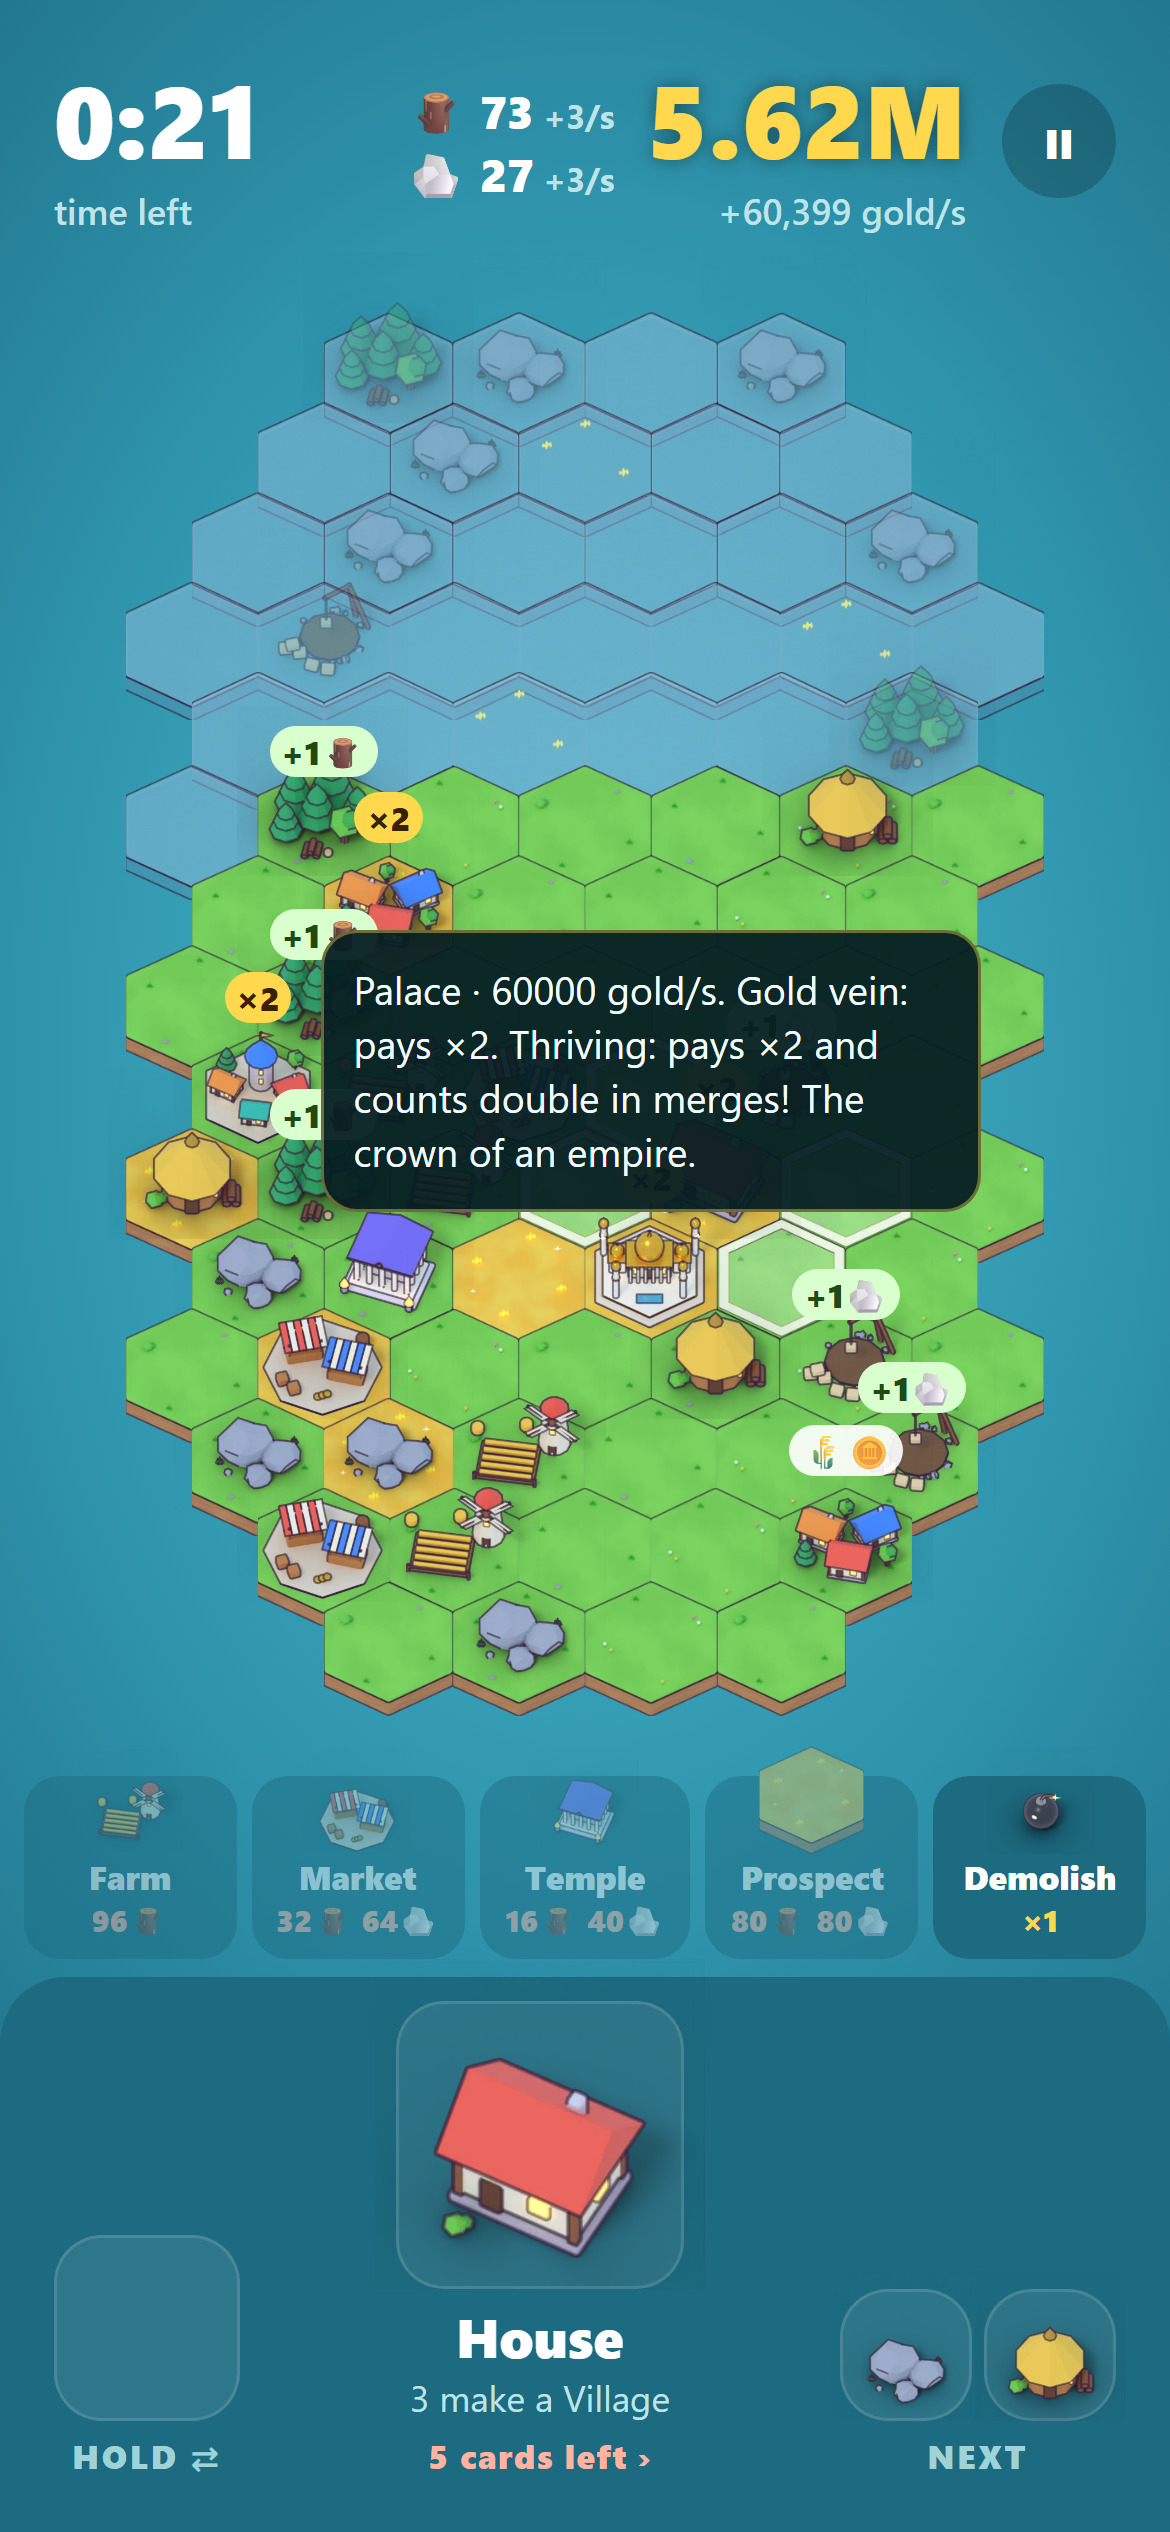 0:21
time left
73 +3/s
27 +3/s
5.62M
+60,399 gold/s
+1
×2
+1
×2
+1
Palace · 60000 gold/s. Gold vein:
pays ×2. Thriving: pays ×2 and
counts double in merges! The
crown of an empire.
+1
+1
Farm
96
Market
32 64
Temple
16 40
Prospect
80 80
Demolish
×1
House
3 make a Village
5 cards left ›
HOLD ⇄
NEXT